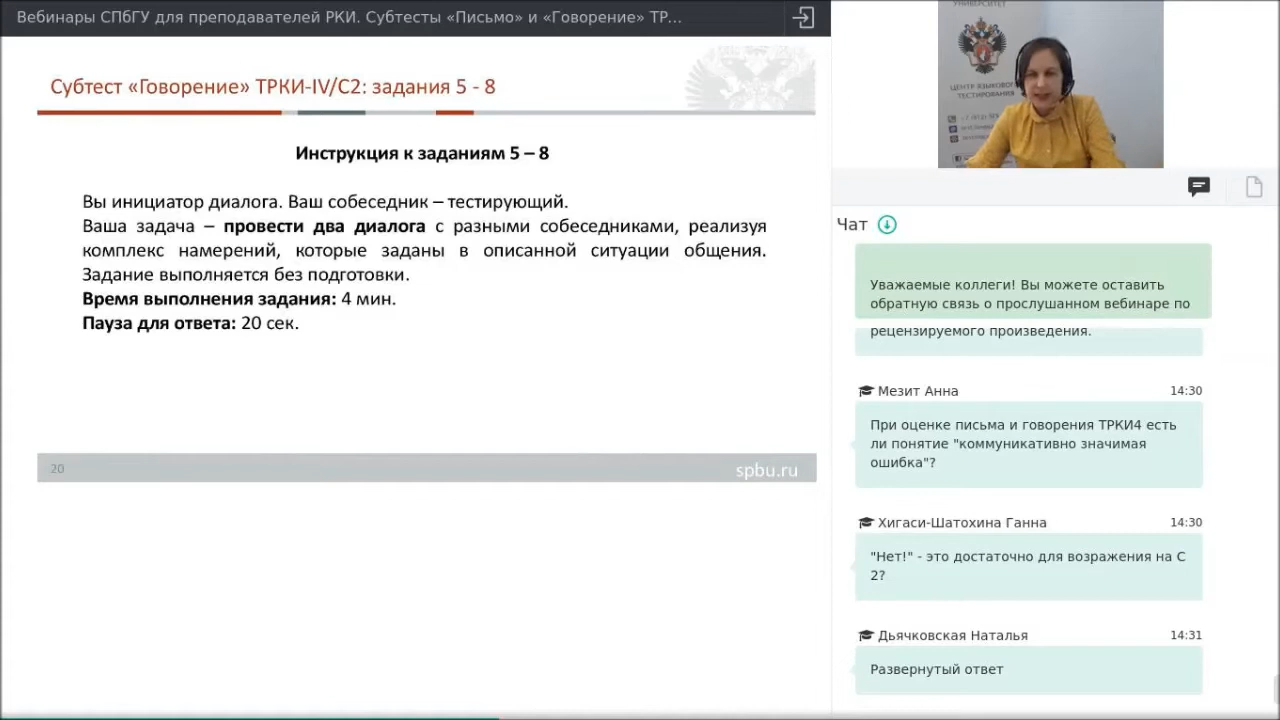 Вебинары СПбГУ для преподавателей РКИ. Субтесты «Письмо» и «Говорение» ТР...
Субтест «Говорение» ТРКИ-IV/C2: задания 5 - 8
Инструкция к заданиям 5 – 8
Вы инициатор диалога. Ваш собеседник – тестирующий.
Ваша задача – провести два диалога с разными собеседниками, реализуя
комплекс намерений, которые заданы в описанной ситуации общения.
Задание выполняется без подготовки.
Время выполнения задания: 4 мин.
Пауза для ответа: 20 сек.
20
spbu.ru
УНИВЕРСИТЕТ
ЦЕНТР ЯЗЫКОВОГО
ТЕСТИРОВАНИЯ
Чат
Уважаемые коллеги! Вы можете оставить
обратную связь о прослушанном вебинаре по
рецензируемого произведения.
Мезит Анна 14:30
При оценке письма и говорения ТРКИ4 есть
ли понятие "коммуникативно значимая
ошибка"?
Хигаси-Шатохина Ганна 14:30
"Нет!" - это достаточно для возражения на С
2?
Дьячковская Наталья 14:31
Развернутый ответ